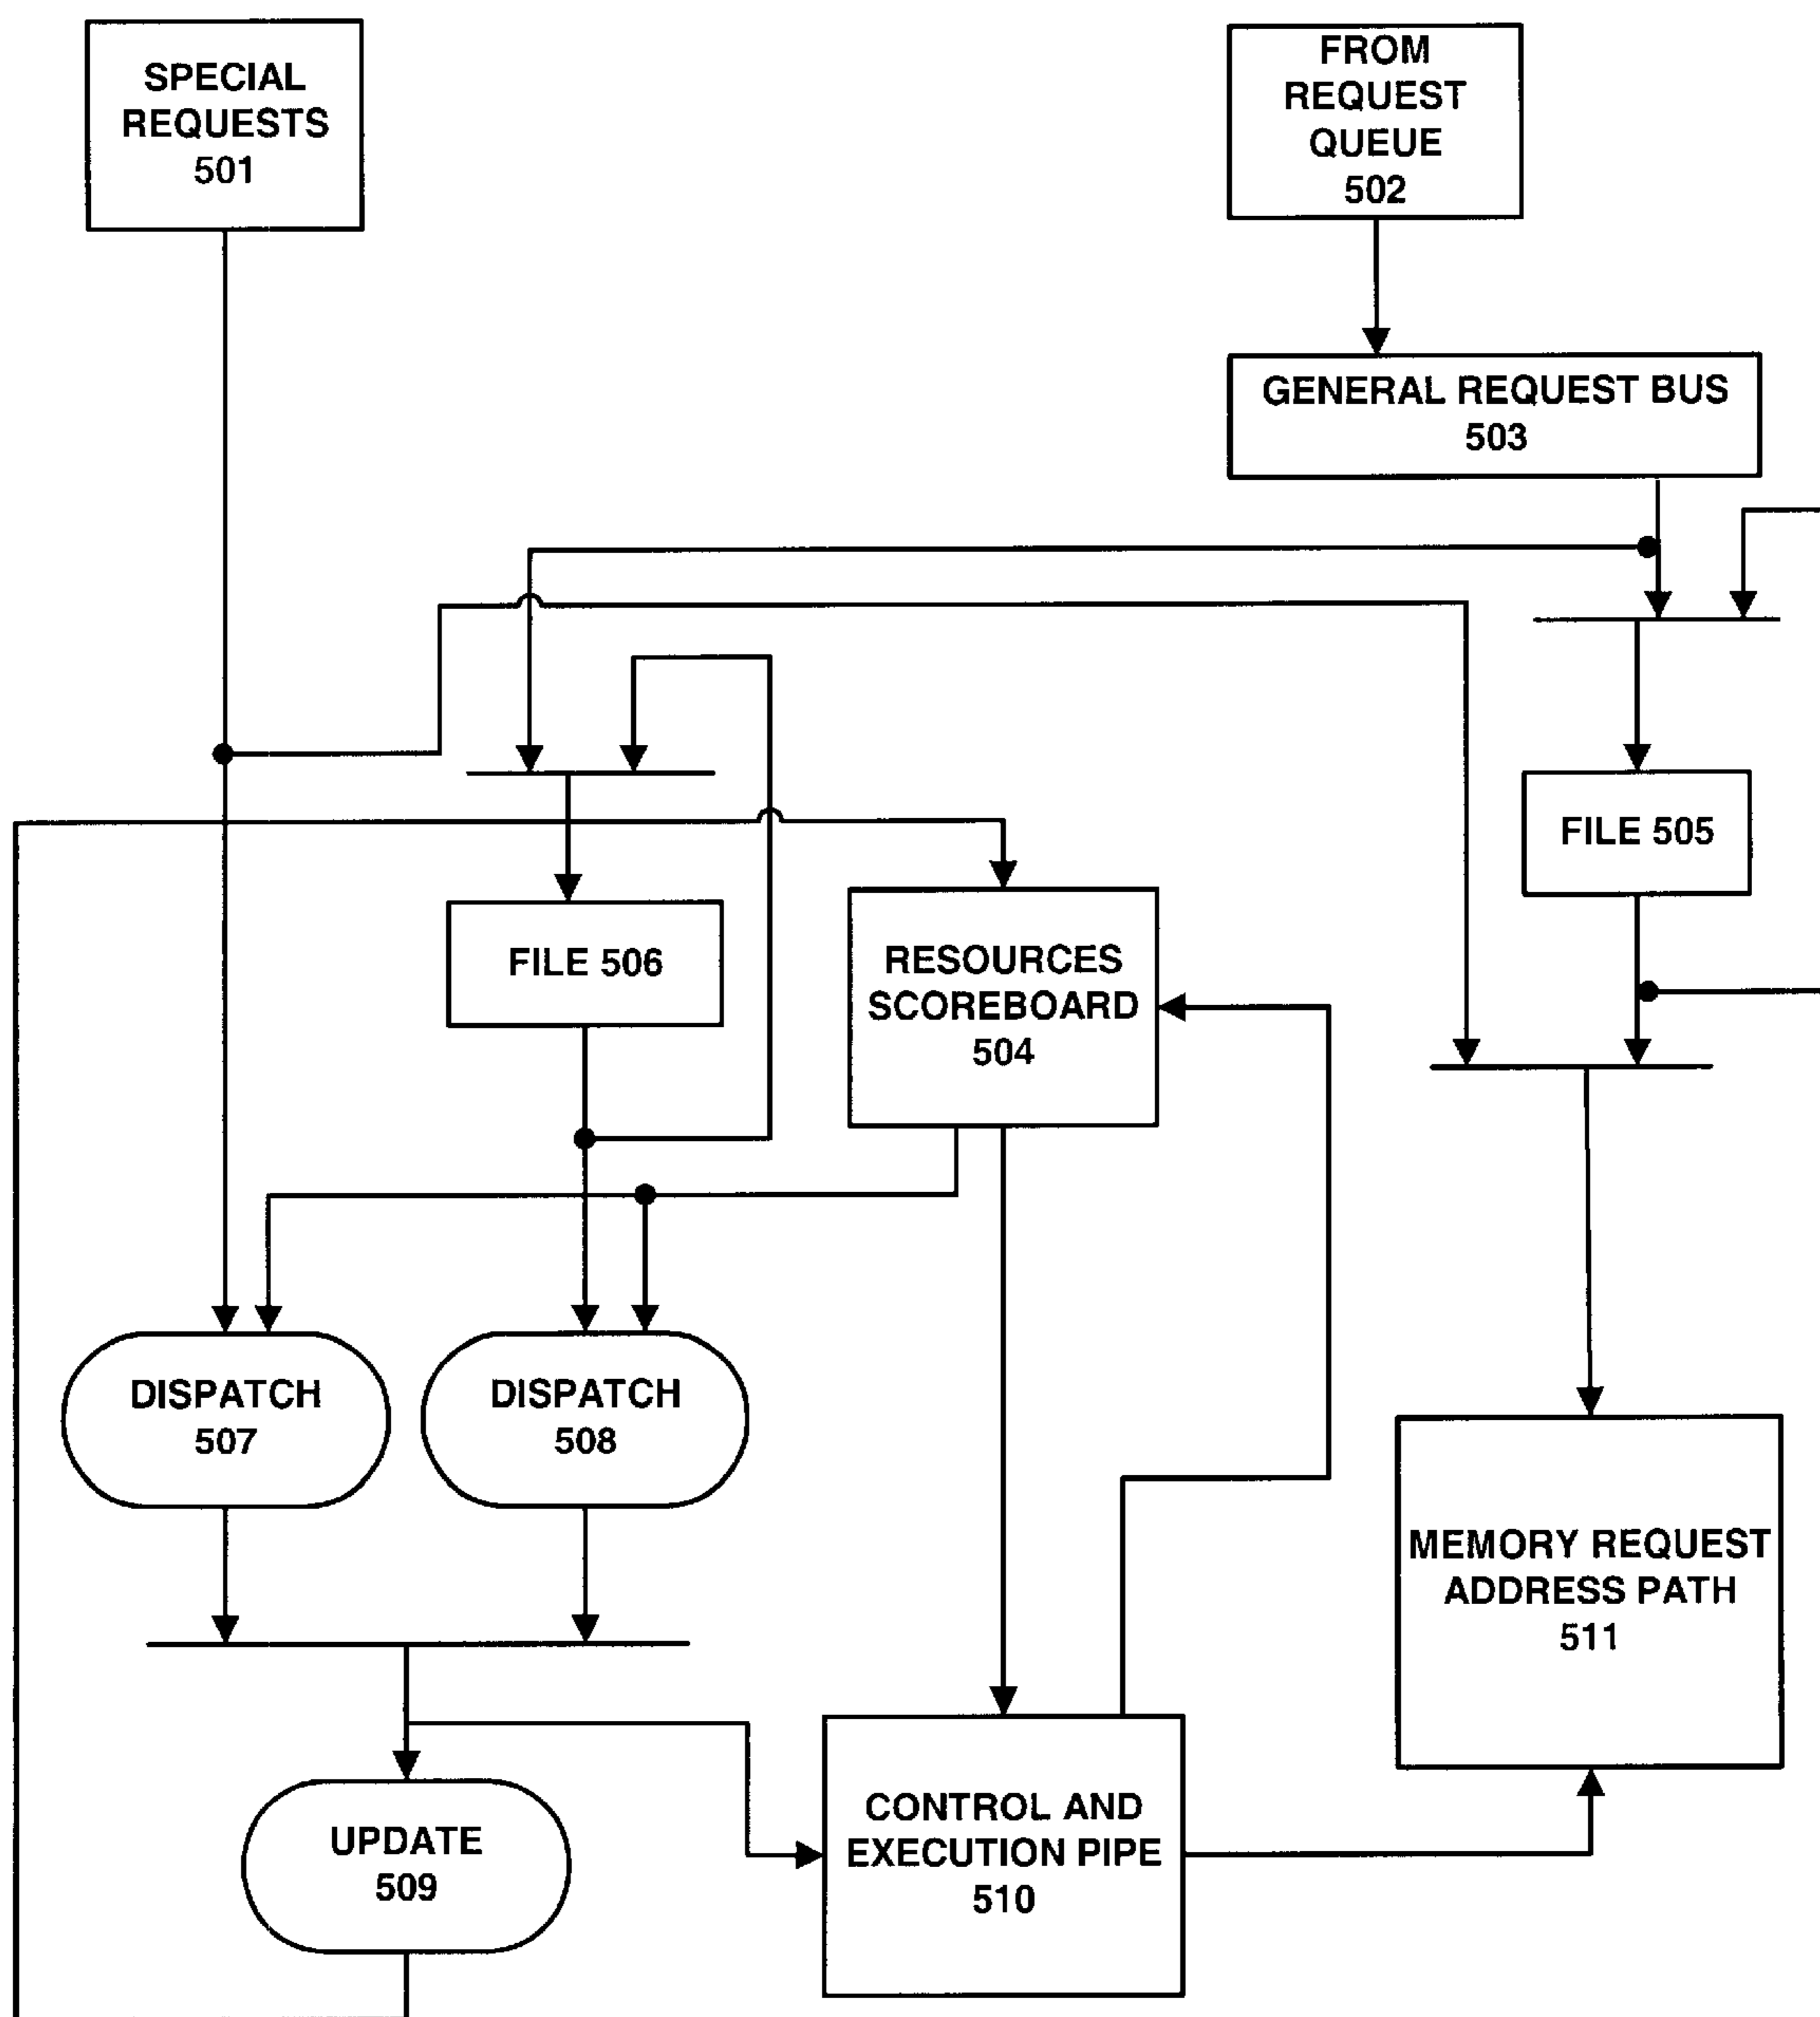 SPECIAL
REQUESTS
501
FROM
REQUEST
QUEUE
502
GENERAL REQUEST BUS
503
FILE 505
FILE 506
RESOURCES
SCOREBOARD
504
DISPATCH
507
DISPATCH
508
MEMORY REQUEST
ADDRESS PATH
511
UPDATE
509
CONTROL AND
EXECUTION PIPE
510